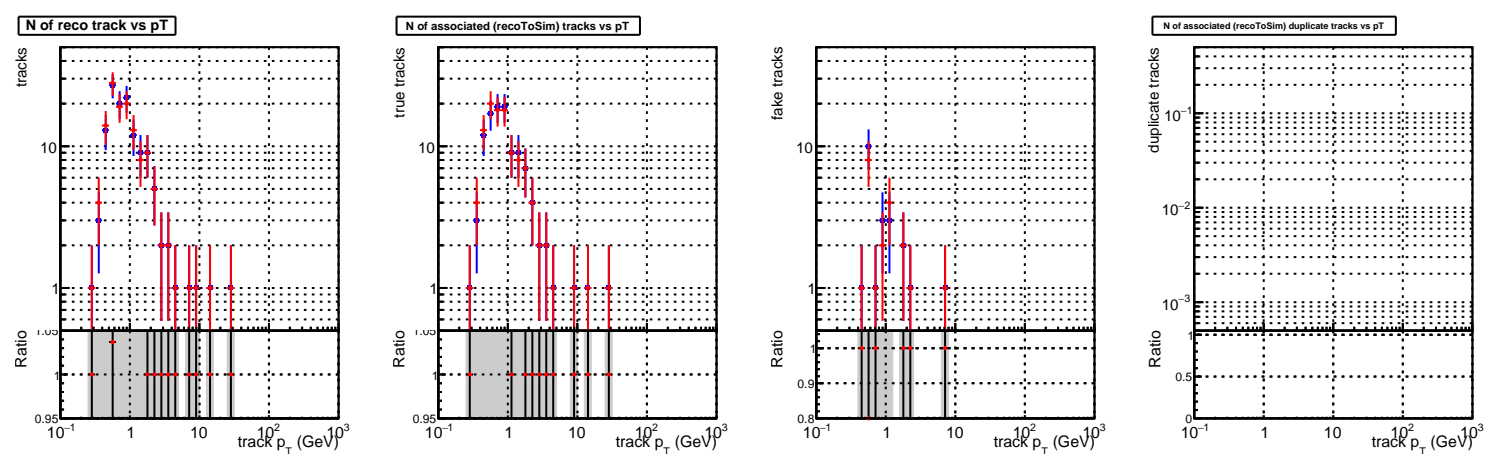 N of reco track vs pT
tracks
10
1
1.05
Ratio
1
0.95
10⁻¹ 1 10 10² 10³
track p_T (GeV)
N of associated (recoToSim) tracks vs pT
true tracks
10
1
1.05
Ratio
1
0.95
10⁻¹ 1 10 10² 10³
track p_T (GeV)
fake tracks
10
1
Ratio
1
0.9
0.8
10⁻¹ 1 10 10² 10³
track p_T (GeV)
N of associated (recoToSim) duplicate tracks vs pT
duplicate tracks
10⁻¹
10⁻²
10⁻³
Ratio
1
0.5
0
10⁻¹ 1 10 10² 10³
track p_T (GeV)